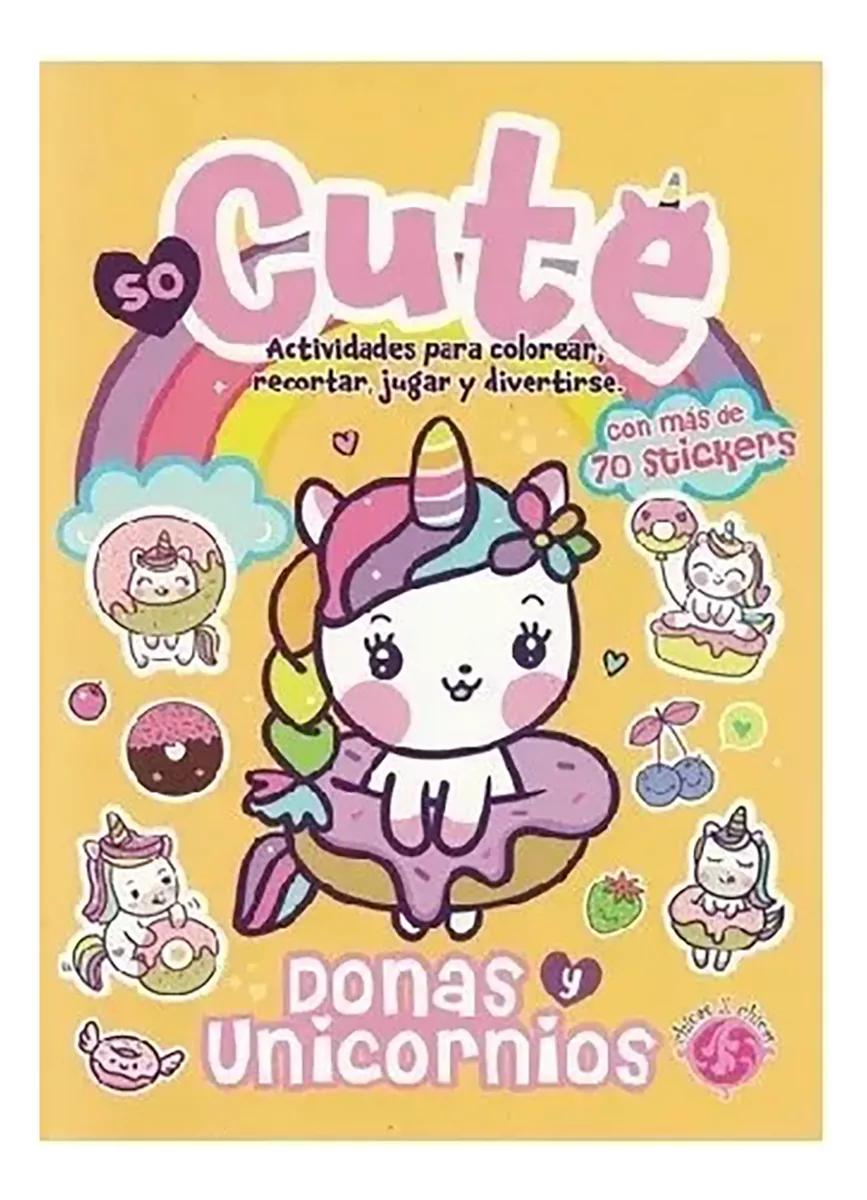 so
Cute
Actividades para colorear,
recortar, jugar y divertirse.
con más de
70 stickers
Donas y
Unicornios